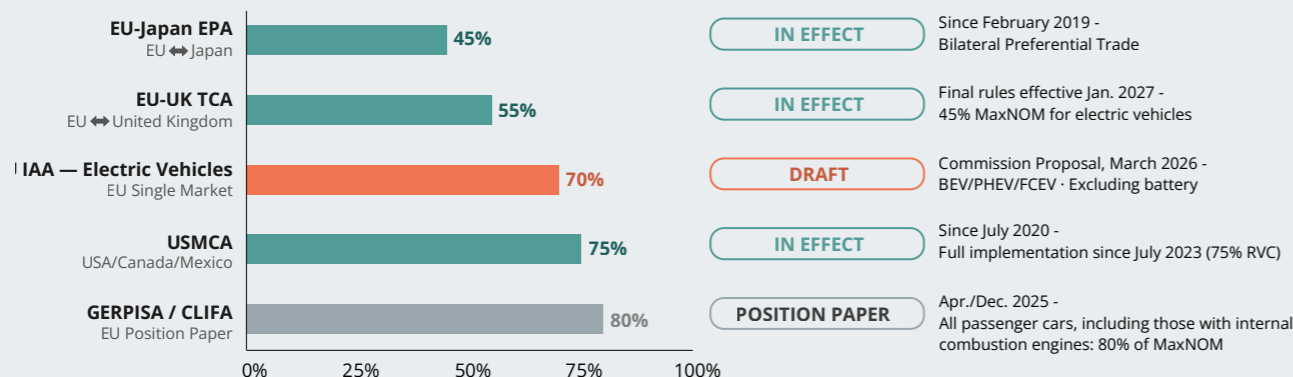 EU-Japan EPA
EU ⬌ Japan
45%
IN EFFECT
Since February 2019 -
Bilateral Preferential Trade
EU-UK TCA
EU ⬌ United Kingdom
55%
IN EFFECT
Final rules effective Jan. 2027 -
45% MaxNOM for electric vehicles
IAA — Electric Vehicles
EU Single Market
70%
DRAFT
Commission Proposal, March 2026 -
BEV/PHEV/FCEV · Excluding battery
USMCA
USA/Canada/Mexico
75%
IN EFFECT
Since July 2020 -
Full implementation since July 2023 (75% RVC)
GERPISA / CLIFA
EU Position Paper
80%
POSITION PAPER
Apr./Dec. 2025 -
All passenger cars, including those with internal
combustion engines: 80% of MaxNOM
0% 25% 50% 75% 100%